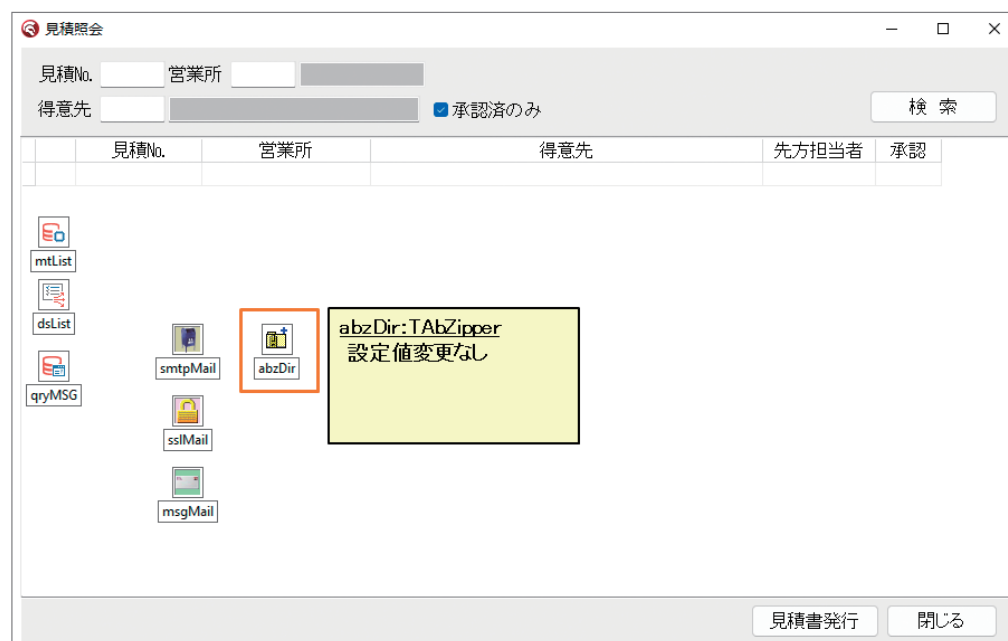 見積照会
見積No.
営業所
得意先
承認済のみ
検 索
見積No.
営業所
得意先
先方担当者
承認
mtList
dsList
qryMSG
smtpMail
sslMail
msgMail
abzDir
abzDir:TAbZipper
設定値変更なし
見積書発行
閉じる